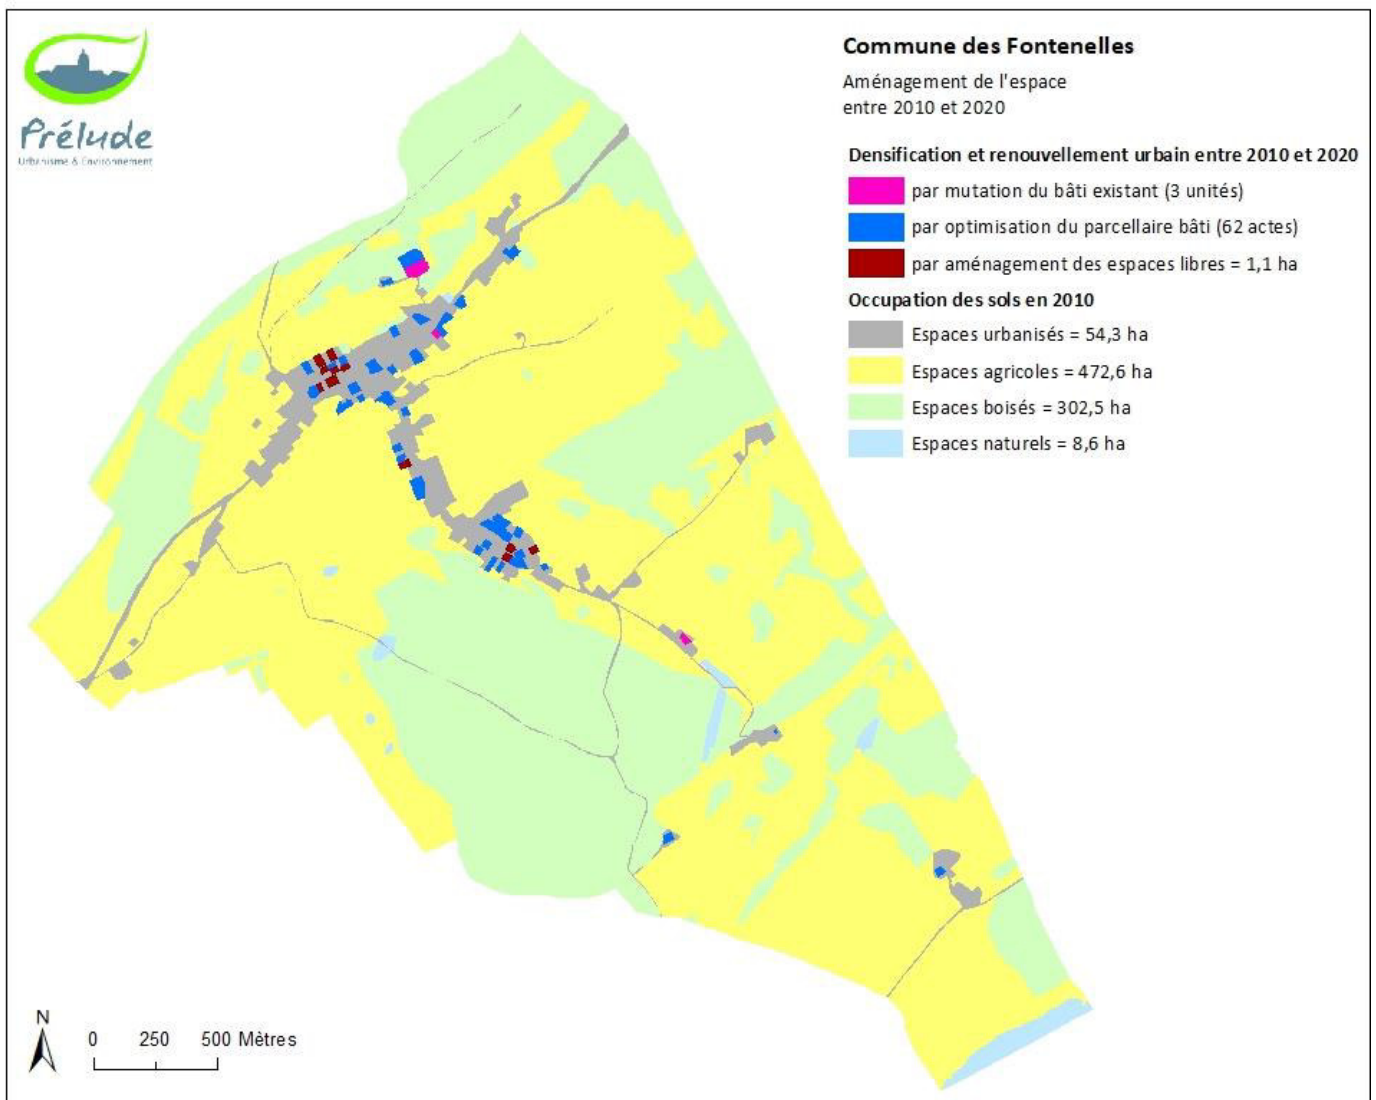 Prélude
Urbanisme & Environnement
Commune des Fontenelles
Aménagement de l'espace
entre 2010 et 2020
Densification et renouvellement urbain entre 2010 et 2020
par mutation du bâti existant (3 unités)
par optimisation du parcellaire bâti (62 actes)
par aménagement des espaces libres = 1,1 ha
Occupation des sols en 2010
Espaces urbanisés = 54,3 ha
Espaces agricoles = 472,6 ha
Espaces boisés = 302,5 ha
Espaces naturels = 8,6 ha
N
0 250 500 Mètres